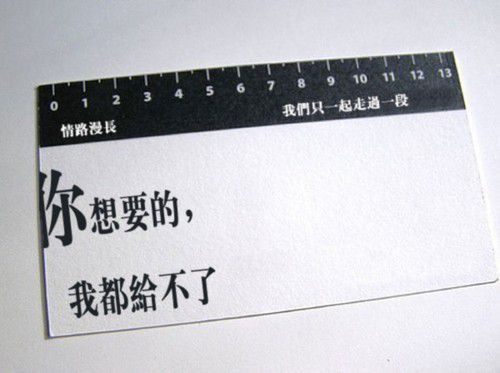 0 1 2 3 4 5 6 7 8 9 10 11 12 13
情路漫長 我們只一起走過一段
你想要的，
我都給不了